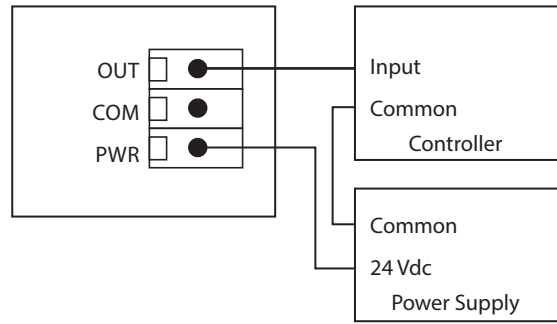 OUT
COM
PWR
Input
Common
Controller
Common
24 Vdc
Power Supply